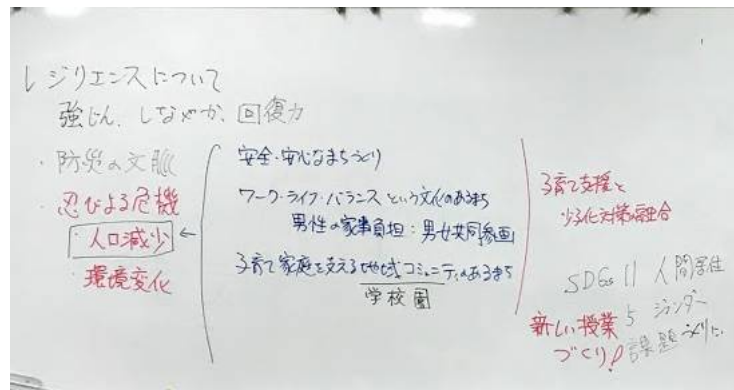 レジリエンスについて
強じん、しなやか、回復力
・防災の文脈
・忍びよる危機
・人口減少 ←
・環境変化
安全・安心なまちづくり
ワーク・ライフ・バランスという文化のあるまち
男性の家事負担：男女共同参画
子育て家庭を支える地域コミュニティのあるまち
学校圏
子育て支援と
少子化対策の融合
SDGs 11 人間居住
5 ジェンダー
新しい授業
づくり!
課題づくりに